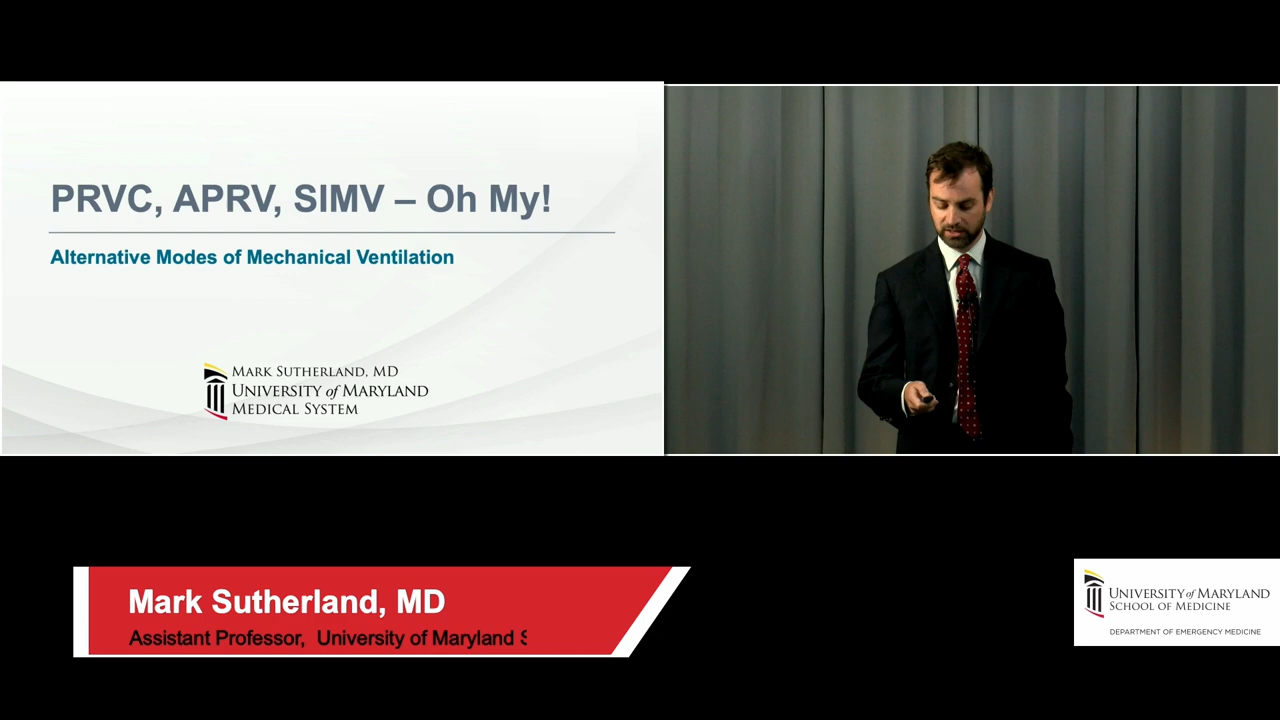 PRVC, APRV, SIMV – Oh My!
Alternative Modes of Mechanical Ventilation
MARK SUTHERLAND, MD
UNIVERSITY of MARYLAND
MEDICAL SYSTEM
Mark Sutherland, MD
Assistant Professor, University of Maryland S
UNIVERSITY of MARYLAND
SCHOOL OF MEDICINE
DEPARTMENT OF EMERGENCY MEDICINE